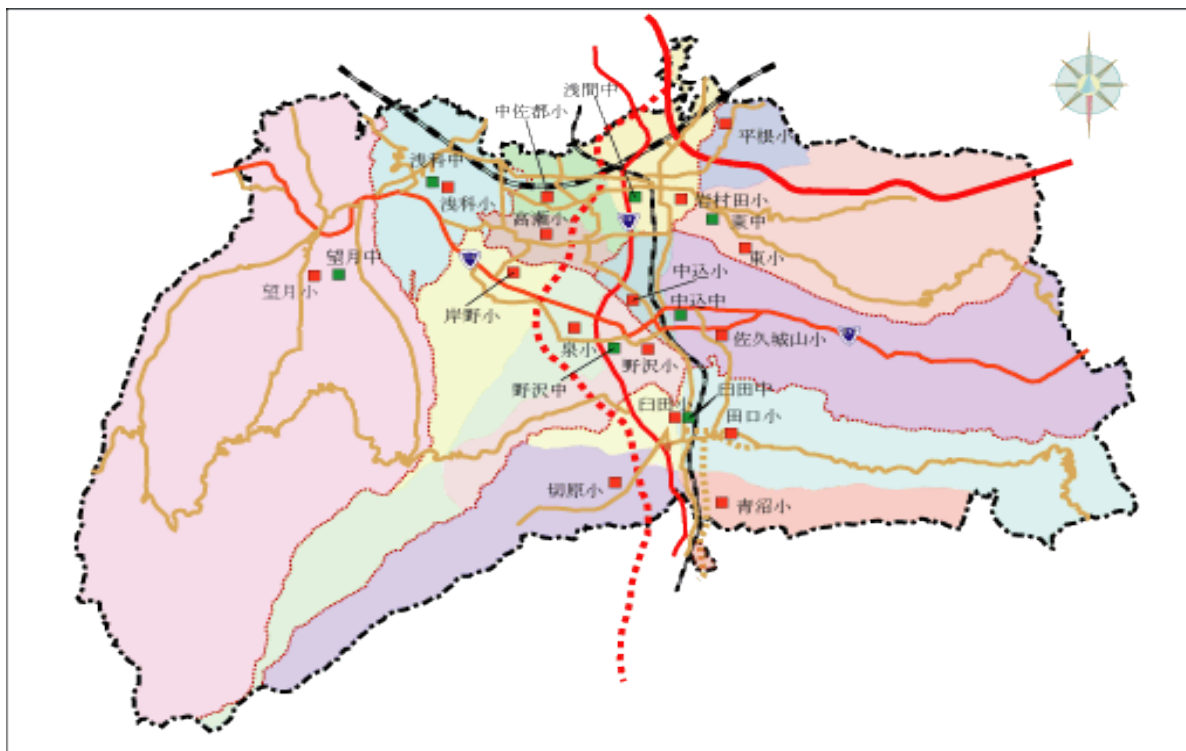 浅間中
中佐都小
平根小
浅科中
浅科小
岩村田小
高瀬小
東中
東小
望月中
望月小
中込小
中込中
岸野小
佐久城山小
泉小
野沢小
野沢中
臼田小
臼田中
田口小
切原小
青沼小